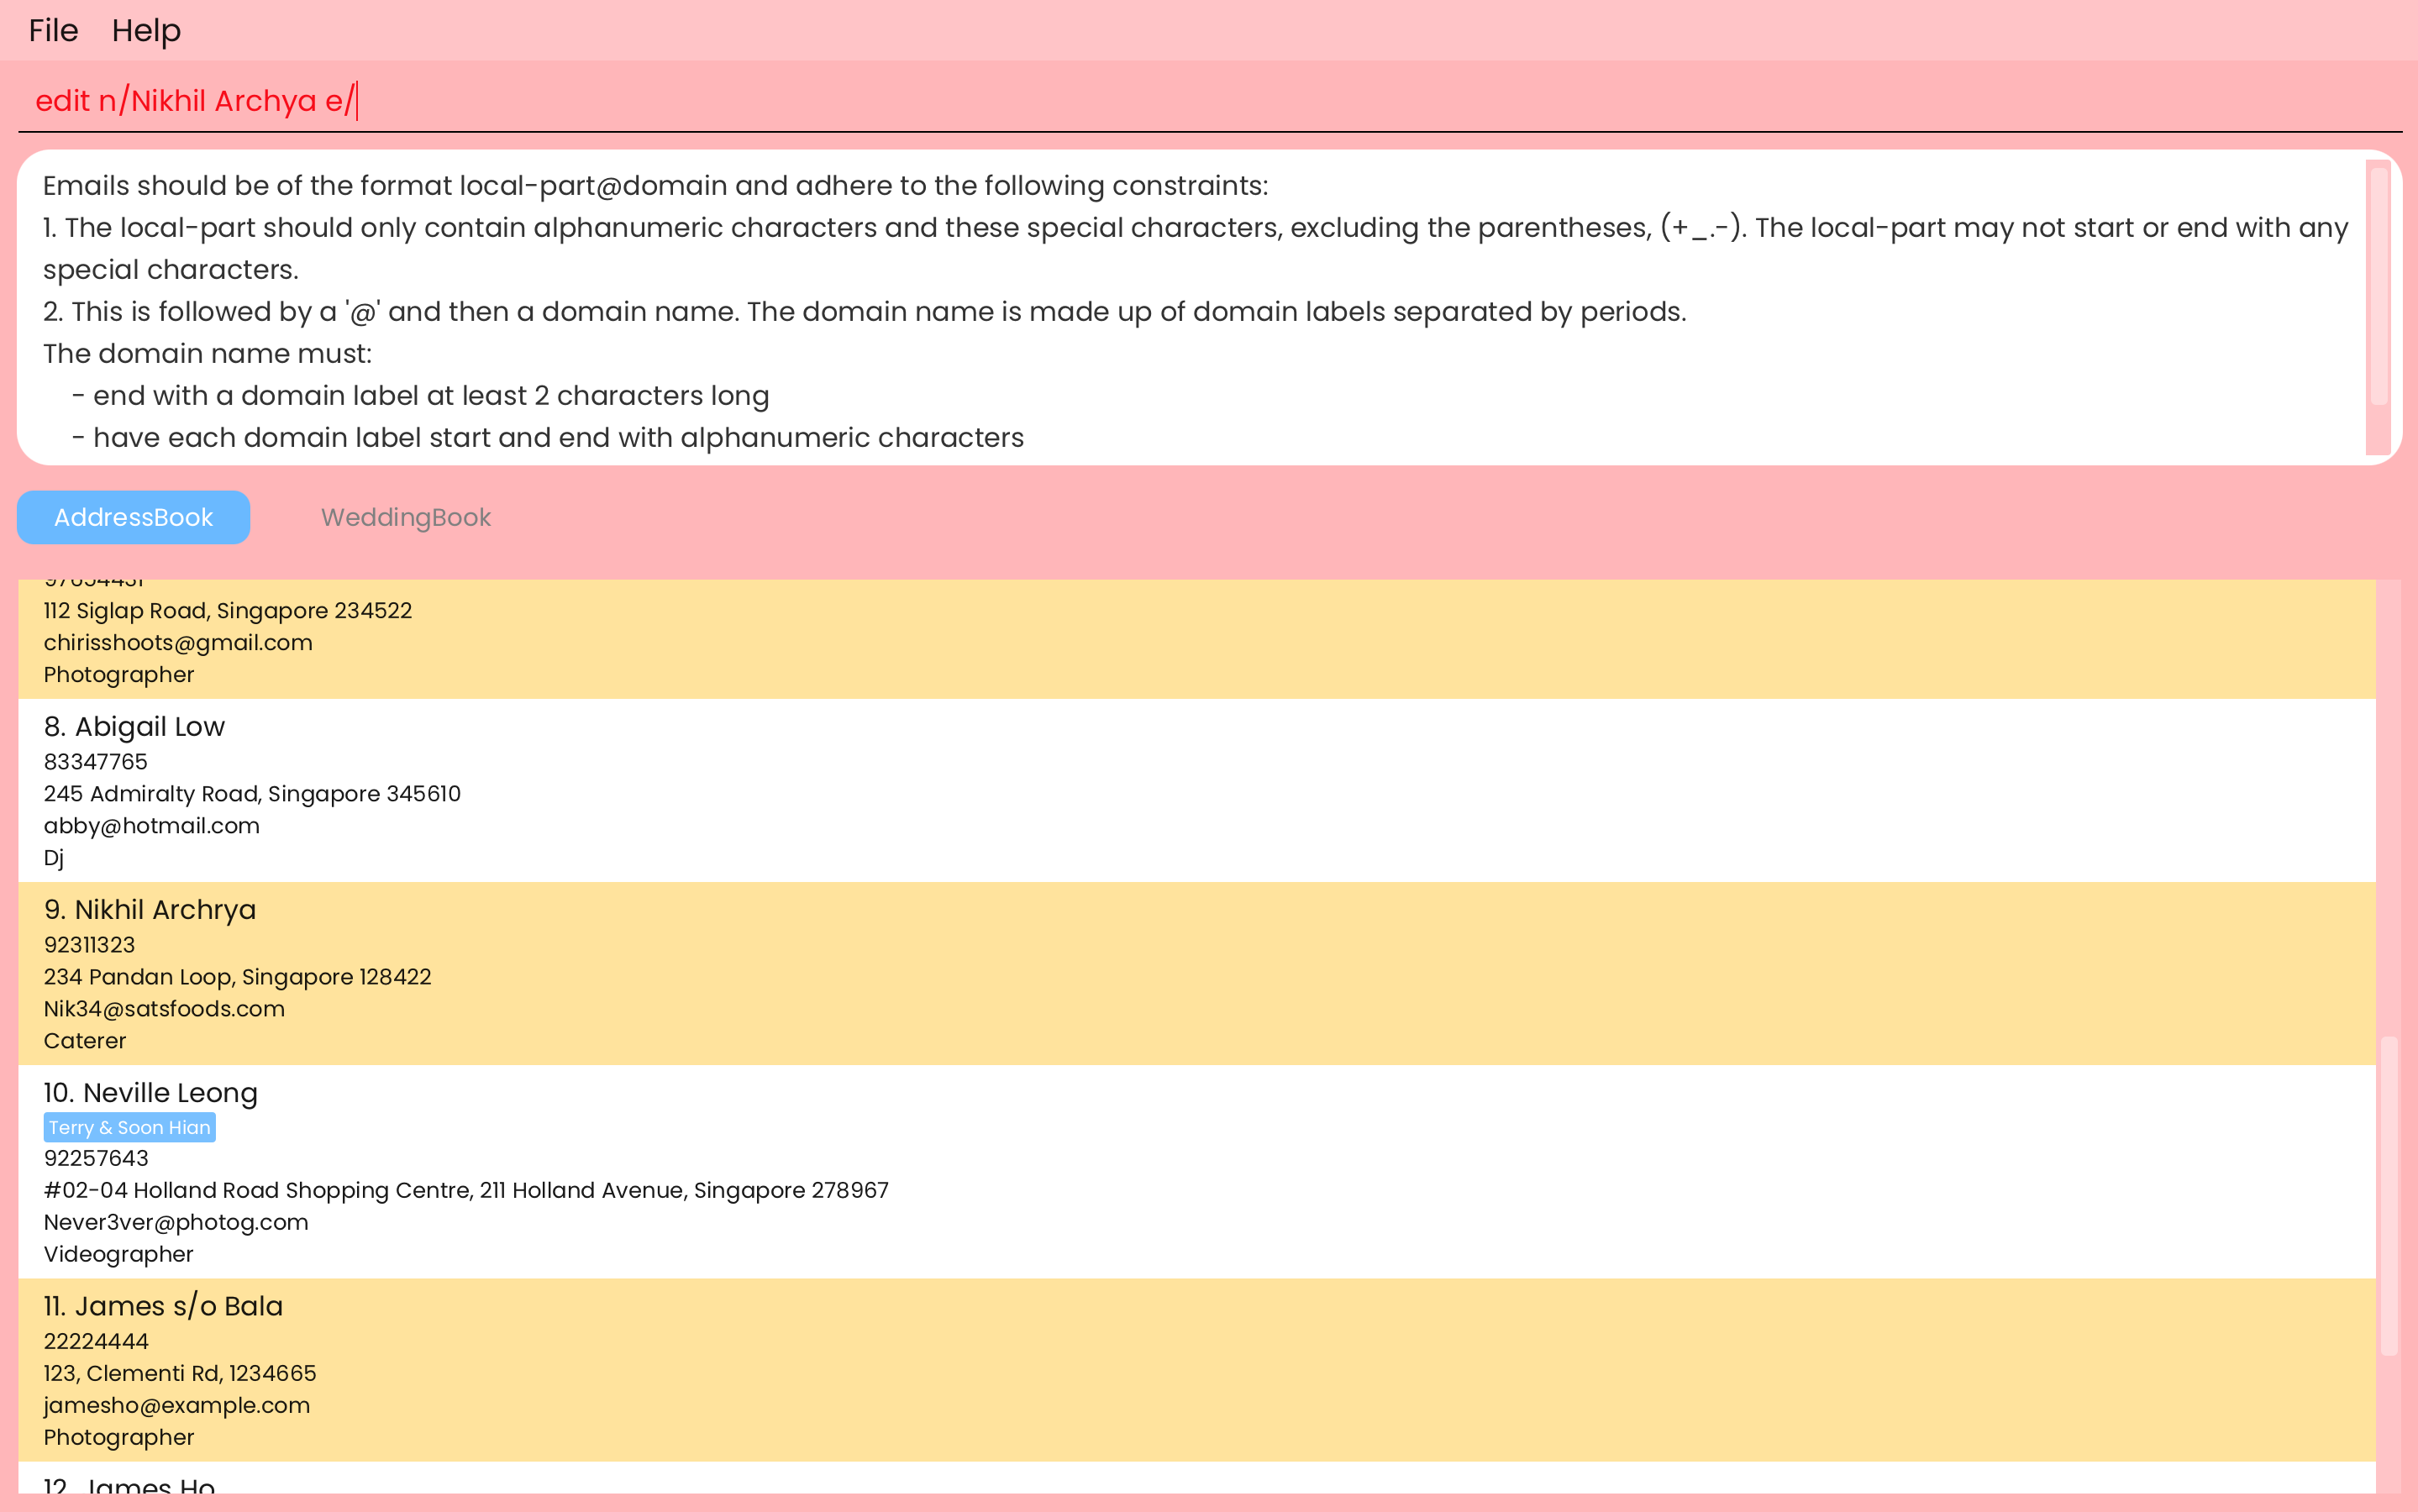 File Help
edit n/Nikhil Archya e/
Emails should be of the format local-part@domain and adhere to the following constraints:
1. The local-part should only contain alphanumeric characters and these special characters, excluding the parentheses, (+_.-). The local-part may not start or end with any
special characters.
2. This is followed by a '@' and then a domain name. The domain name is made up of domain labels separated by periods.
The domain name must:
- end with a domain label at least 2 characters long
- have each domain label start and end with alphanumeric characters
AddressBook WeddingBook
97654431
112 Siglap Road, Singapore 234522
chirisshoots@gmail.com
Photographer
8. Abigail Low
83347765
245 Admiralty Road, Singapore 345610
abby@hotmail.com
Dj
9. Nikhil Archrya
92311323
234 Pandan Loop, Singapore 128422
Nik34@satsfoods.com
Caterer
10. Neville Leong
Terry & Soon Hian
92257643
#02-04 Holland Road Shopping Centre, 211 Holland Avenue, Singapore 278967
Never3ver@photog.com
Videographer
11. James s/o Bala
22224444
123, Clementi Rd, 1234665
jamesho@example.com
Photographer
12. James Ho